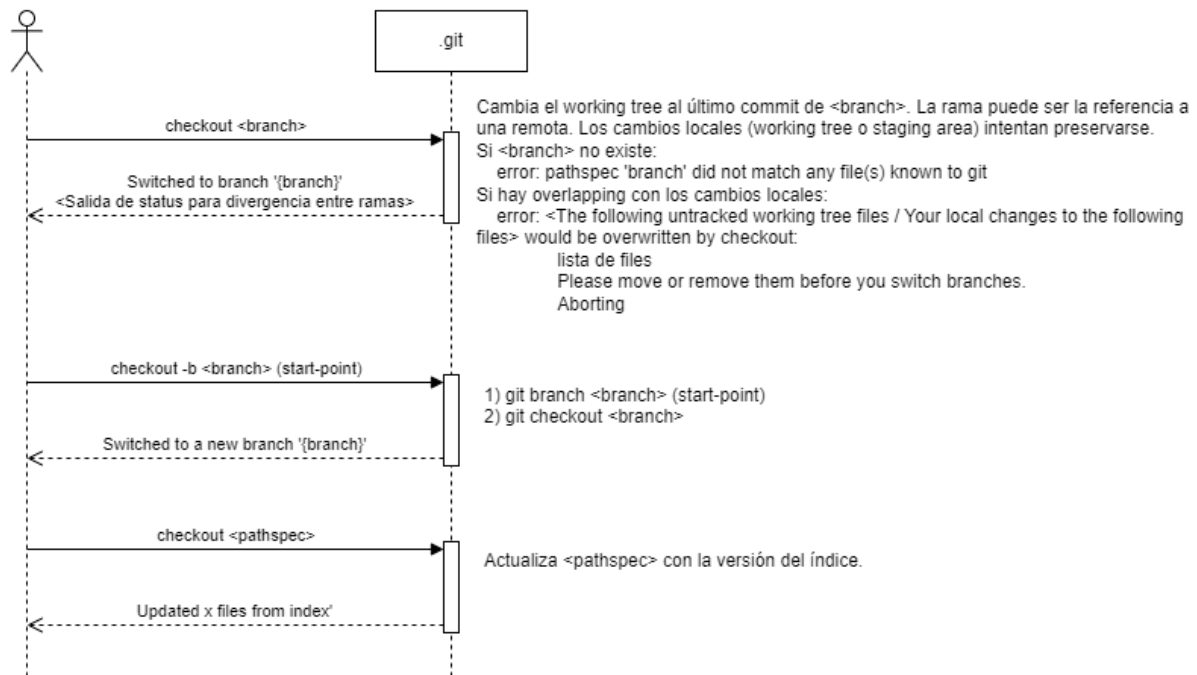 .git
checkout <branch>
Cambia el working tree al último commit de <branch>. La rama puede ser la referencia a
una remota. Los cambios locales (working tree o staging area) intentan preservarse.
Si <branch> no existe:
error: pathspec 'branch' did not match any file(s) known to git
Si hay overlapping con los cambios locales:
error: <The following untracked working tree files / Your local changes to the following
files> would be overwritten by checkout:
lista de files
Please move or remove them before you switch branches.
Aborting
Switched to branch '{branch}'
<Salida de status para divergencia entre ramas>
checkout -b <branch> (start-point)
1) git branch <branch> (start-point)
2) git checkout <branch>
Switched to a new branch '{branch}'
checkout <pathspec>
Actualiza <pathspec> con la versión del índice.
Updated x files from index'